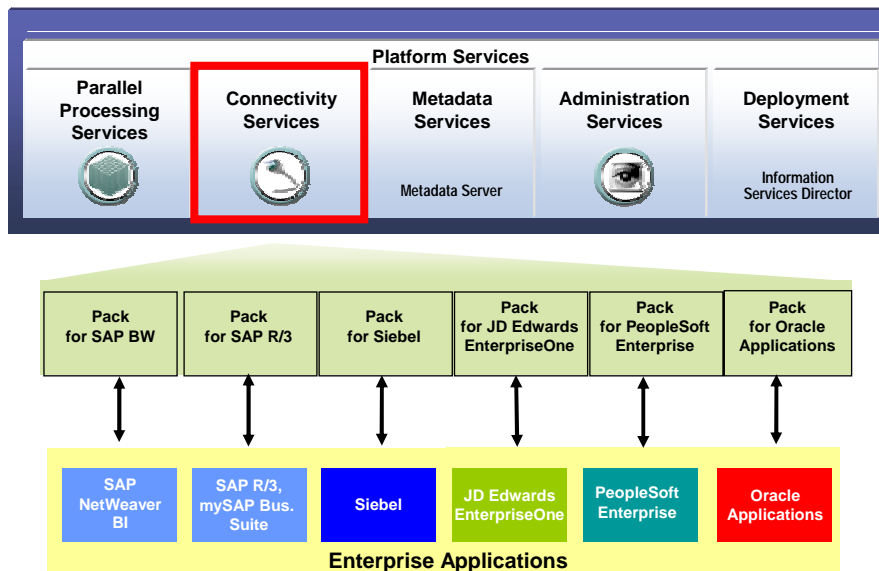 Platform Services
Parallel
Processing
Services
Connectivity
Services
Metadata
Services
Metadata Server
Administration
Services
Deployment
Services
Information
Services Director
Pack
for SAP BW
Pack
for SAP R/3
Pack
for Siebel
Pack
for JD Edwards
EnterpriseOne
Pack
for PeopleSoft
Enterprise
Pack
for Oracle
Applications
SAP
NetWeaver
BI
SAP R/3,
mySAP Bus.
Suite
Siebel
JD Edwards
EnterpriseOne
PeopleSoft
Enterprise
Oracle
Applications
Enterprise Applications